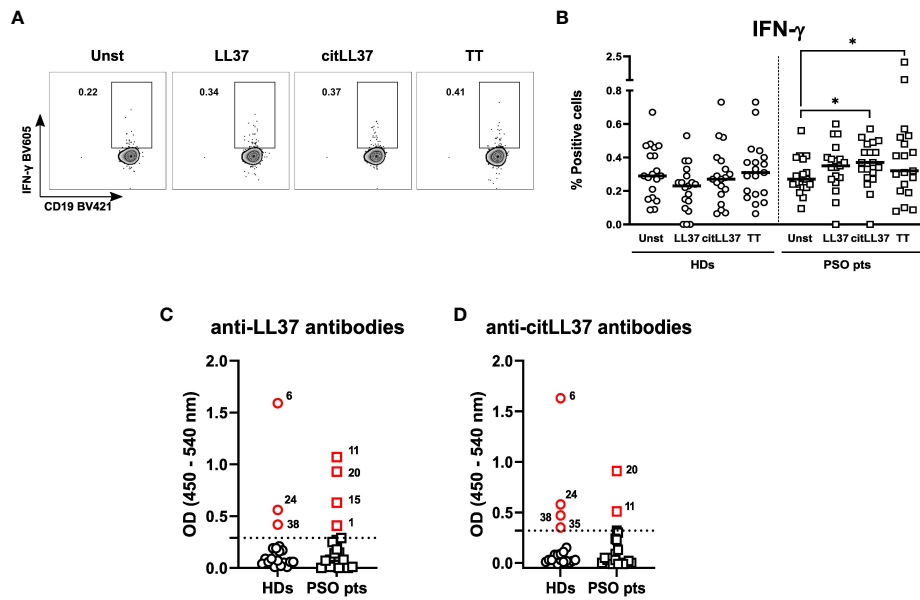 A
Unst
LL37
citLL37
TT
0.22
0.34
0.37
0.41
IFN-γ BV605
CD19 BV421
B
IFN-γ
*
*
% Positive cells
2.5
1.0
0.8
0.6
0.4
0.2
0.0
Unst LL37 citLL37 TT
Unst LL37 citLL37 TT
HDs
PSO pts
C
anti-LL37 antibodies
OD (450 - 540 nm)
2.0
1.5
1.0
0.5
0.0
6
24
38
11
20
15
1
HDs PSO pts
D
anti-citLL37 antibodies
OD (450 - 540 nm)
2.0
1.5
1.0
0.5
0.0
6
24
38
35
20
11
HDs PSO pts